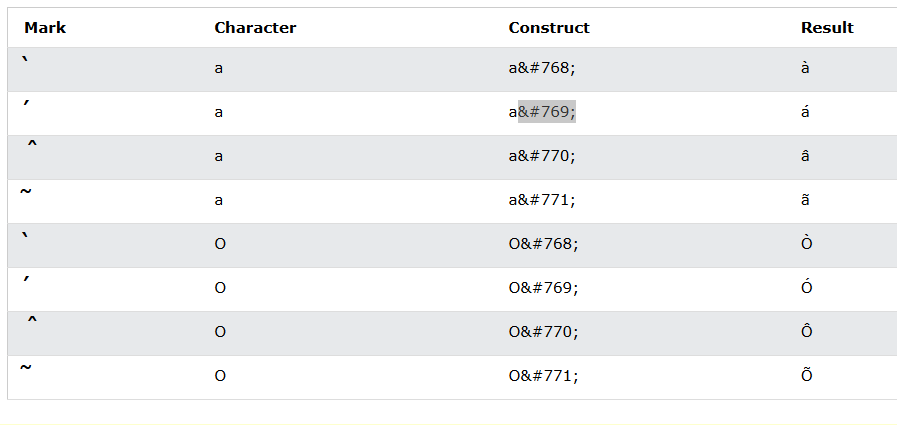 Mark Character Construct Result
̀ a a&#768; à
́ a a&#769; á
̂ a a&#770; â
̃ a a&#771; ã
̀ O O&#768; Ò
́ O O&#769; Ó
̂ O O&#770; Ô
̃ O O&#771; Õ